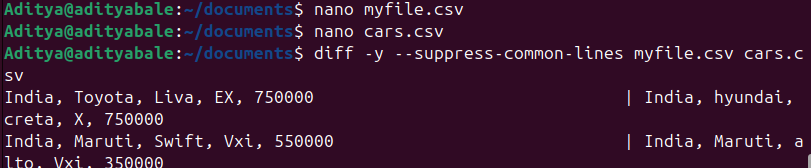 Aditya@adityabale:~/documents$ nano myfile.csv
Aditya@adityabale:~/documents$ nano cars.csv
Aditya@adityabale:~/documents$ diff -y --suppress-common-lines myfile.csv cars.c
sv
India, Toyota, Liva, EX, 750000 | India, hyundai,
creta, X, 750000
India, Maruti, Swift, Vxi, 550000 | India, Maruti, a
lto, Vxi, 350000